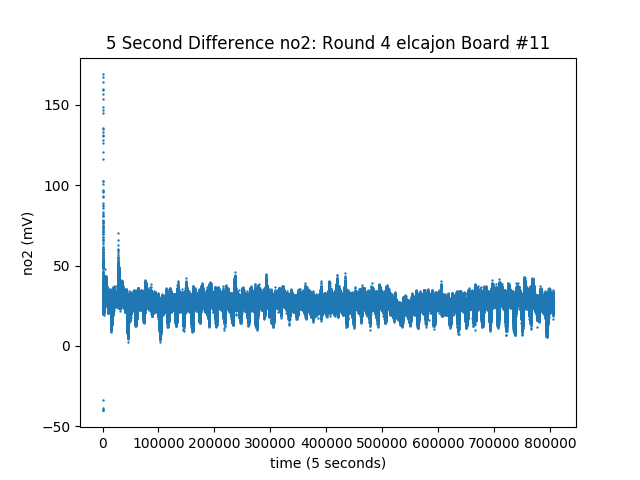 5 Second Difference no2: Round 4 elcajon Board #11
no2 (mV)
150
100
50
0
−50
0 100000 200000 300000 400000 500000 600000 700000 800000
time (5 seconds)